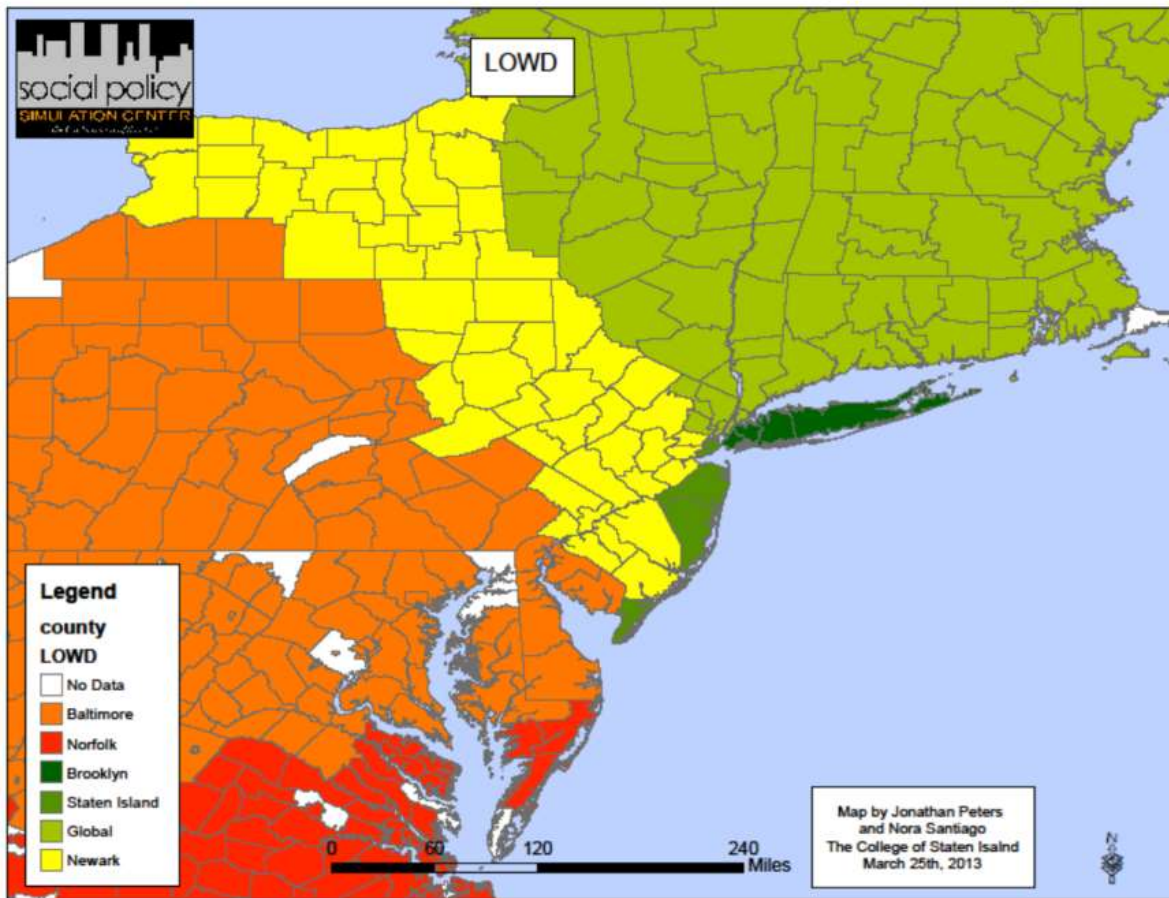 social policy
SIMULATION CENTER
LOWD
Legend
county
LOWD
No Data
Baltimore
Norfolk
Brooklyn
Staten Island
Global
Newark
0 60 120 240
Miles
Map by Jonathan Peters
and Nora Santiago
The College of Staten Isalnd
March 25th, 2013